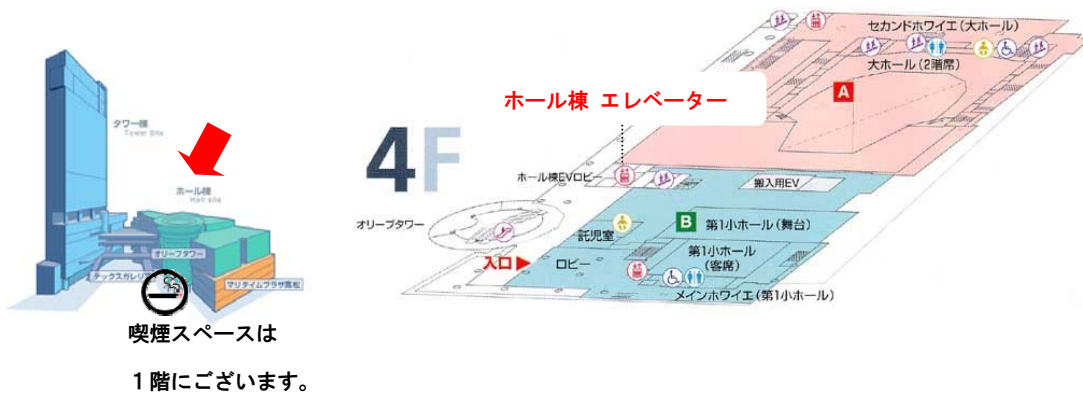 タワー棟
Tower Site
ホール棟
Hall site
オリーブタワー
デックスガレリア
マリタイムプラザ高松
喫煙スペースは
１階にございます。
4F
セカンドホワイエ(大ホール)
大ホール(2階席)
A
ホール棟 エレベーター
ホール棟EVロビー
搬入用EV
オリーブタワー
託児室
B 第1小ホール(舞台)
第1小ホール
(客席)
入口
ロビー
メインホワイエ(第1小ホール)